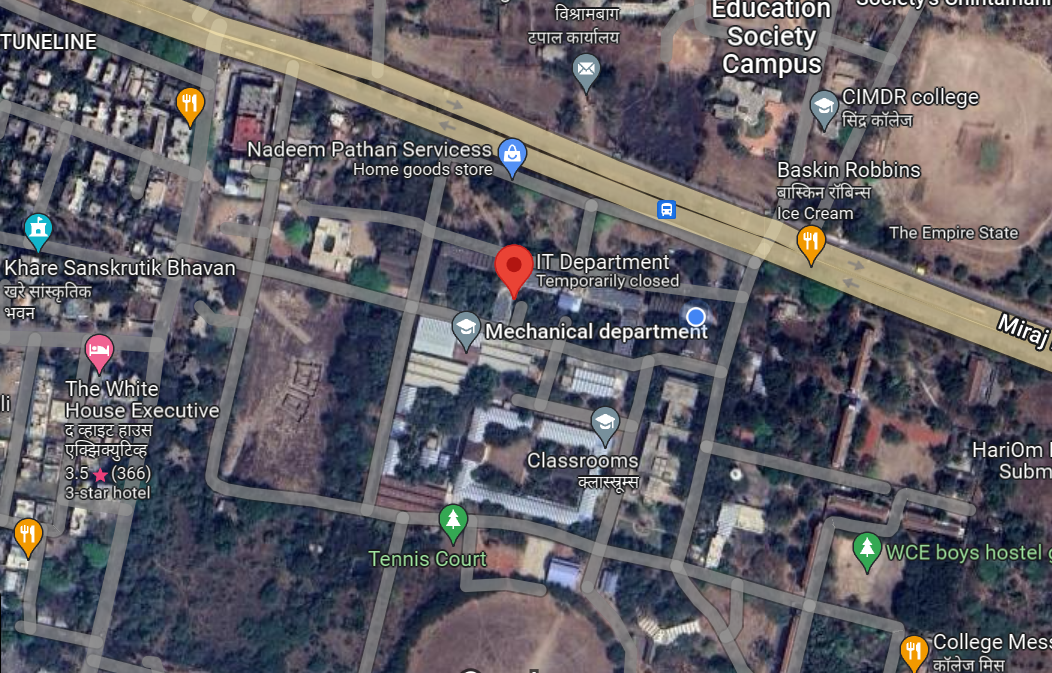 विश्रामबाग
टपाल कार्यालय
Education
Society
Campus
TUNELINE
CIMDR college
सिंद्र कॉलेज
Nadeem Pathan Servicess
Home goods store
Baskin Robbins
बास्किन रॉबिन्स
Ice Cream
The Empire State
Khare Sanskrutik Bhavan
खरे सांस्कृतिक
भवन
IT Department
Temporarily closed
Mechanical department
Miraj
The White
House Executive
द व्हाइट हाउस
एक्झिक्युटिव्ह
3.5 ★ (366)
3-star hotel
li
Classrooms
क्लासरूम्स
HariOm
Subm
Tennis Court
WCE boys hostel g
College Mess
कॉलेज मिस